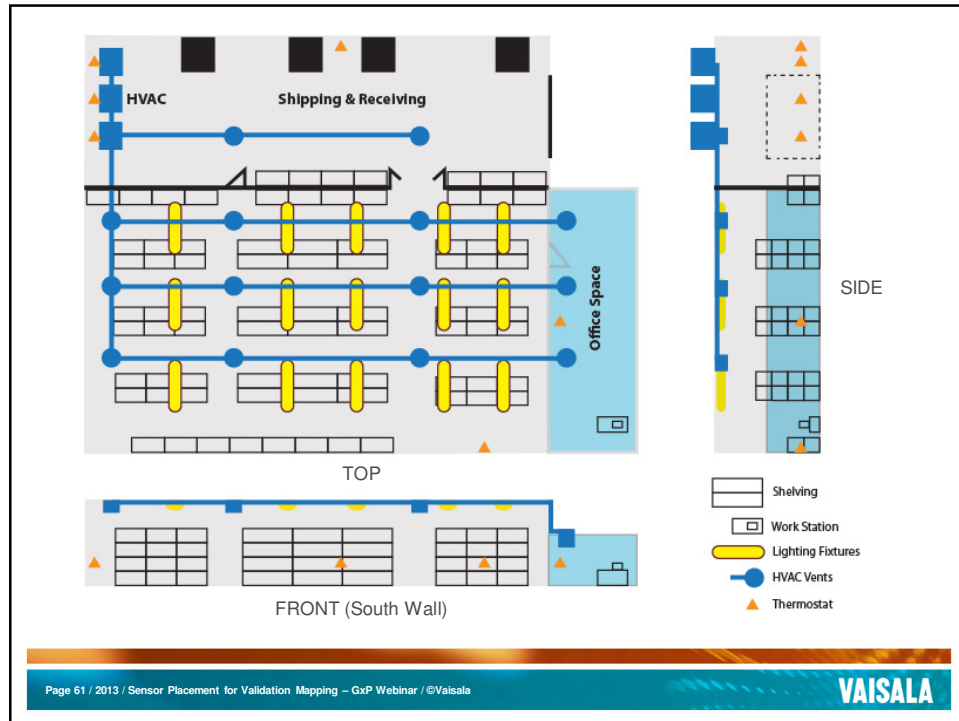 HVAC
Shipping & Receiving
Office Space
SIDE
TOP
Shelving
Work Station
Lighting Fixtures
HVAC Vents
Thermostat
FRONT (South Wall)
Page 61 / 2013 / Sensor Placement for Validation Mapping – GxP Webinar / ©Vaisala
VAISALA